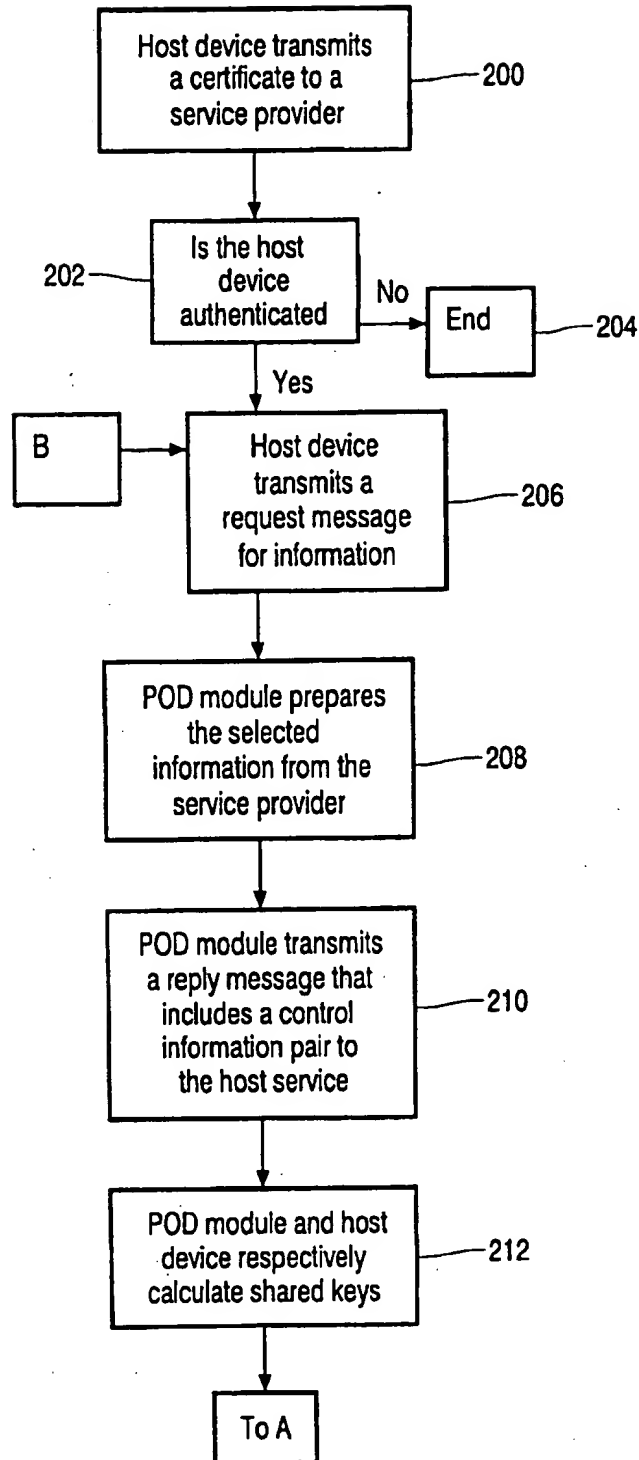 Host device transmits
a certificate to a
service provider
200
Is the host
device
authenticated
202
No
End
204
Yes
B
Host device
transmits a
request message
for information
206
POD module prepares
the selected
information from the
service provider
208
POD module transmits
a reply message that
includes a control
information pair to
the host service
210
POD module and host
device respectively
calculate shared keys
212
To A